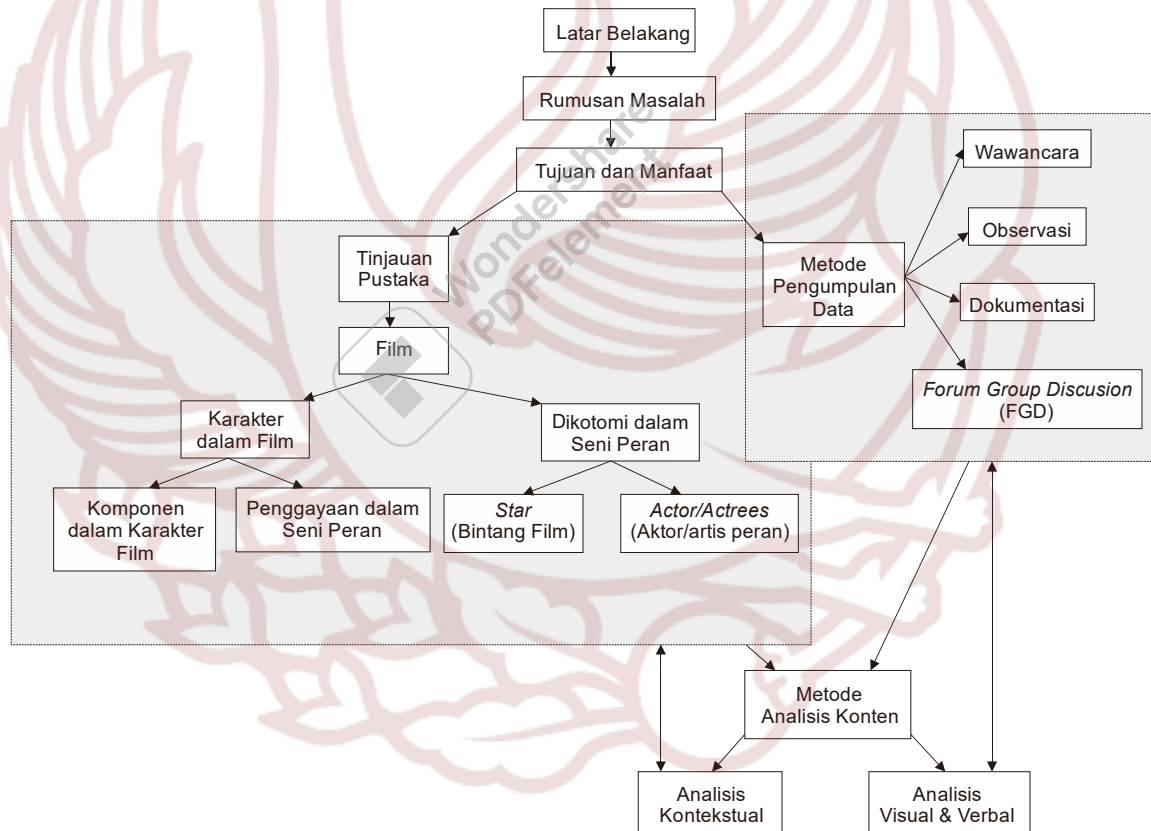 Latar Belakang
Rumusan Masalah
Tujuan dan Manfaat
Wawancara
Observasi
Dokumentasi
Metode
Pengumpulan
Data
Forum Group Discusion
(FGD)
Tinjauan
Pustaka
Film
Karakter
dalam Film
Dikotomi dalam
Seni Peran
Komponen
dalam Karakter
Film
Penggayaan dalam
Seni Peran
Star
(Bintang Film)
Actor/Actrees
(Aktor/artis peran)
Metode
Analisis Konten
Analisis
Kontekstual
Analisis
Visual & Verbal
Wondershare
PDFelement